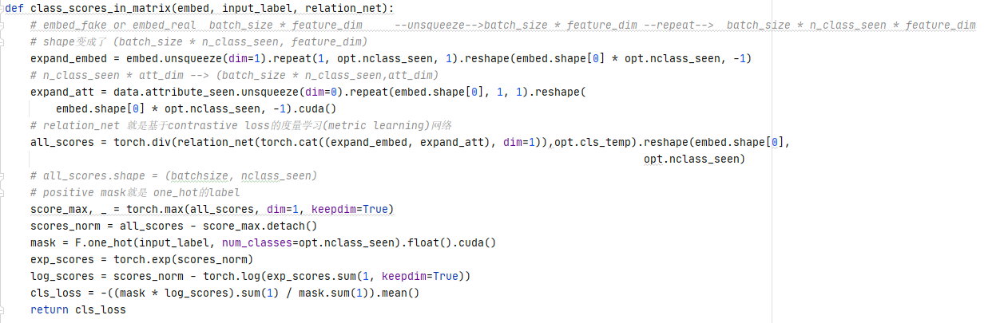 def class_scores_in_matrix(embed, input_label, relation_net):
    # embed_fake or embed_real  batch_size * feature_dim     --unsqueeze-->batch_size * feature_dim --repeat-->  batch_size * n_class_seen * feature_dim
    # shape变成了 (batch_size * n_class_seen, feature_dim)
    expand_embed = embed.unsqueeze(dim=1).repeat(1, opt.nclass_seen, 1).reshape(embed.shape[0] * opt.nclass_seen, -1)
    # n_class_seen * att_dim --> (batch_size * n_class_seen,att_dim)
    expand_att = data.attribute_seen.unsqueeze(dim=0).repeat(embed.shape[0], 1, 1).reshape(
        embed.shape[0] * opt.nclass_seen, -1).cuda()
    # relation_net 就是基于contrastive loss的度量学习(metric learning)网络
    all_scores = torch.div(relation_net(torch.cat((expand_embed, expand_att), dim=1)),opt.cls_temp).reshape(embed.shape[0],
                                                                                                    opt.nclass_seen)
    # all_scores.shape = (batchsize, nclass_seen)
    # positive mask就是 one_hot的label
    score_max, _ = torch.max(all_scores, dim=1, keepdim=True)
    scores_norm = all_scores - score_max.detach()
    mask = F.one_hot(input_label, num_classes=opt.nclass_seen).float().cuda()
    exp_scores = torch.exp(scores_norm)
    log_scores = scores_norm - torch.log(exp_scores.sum(1, keepdim=True))
    cls_loss = -((mask * log_scores).sum(1) / mask.sum(1)).mean()
    return cls_loss